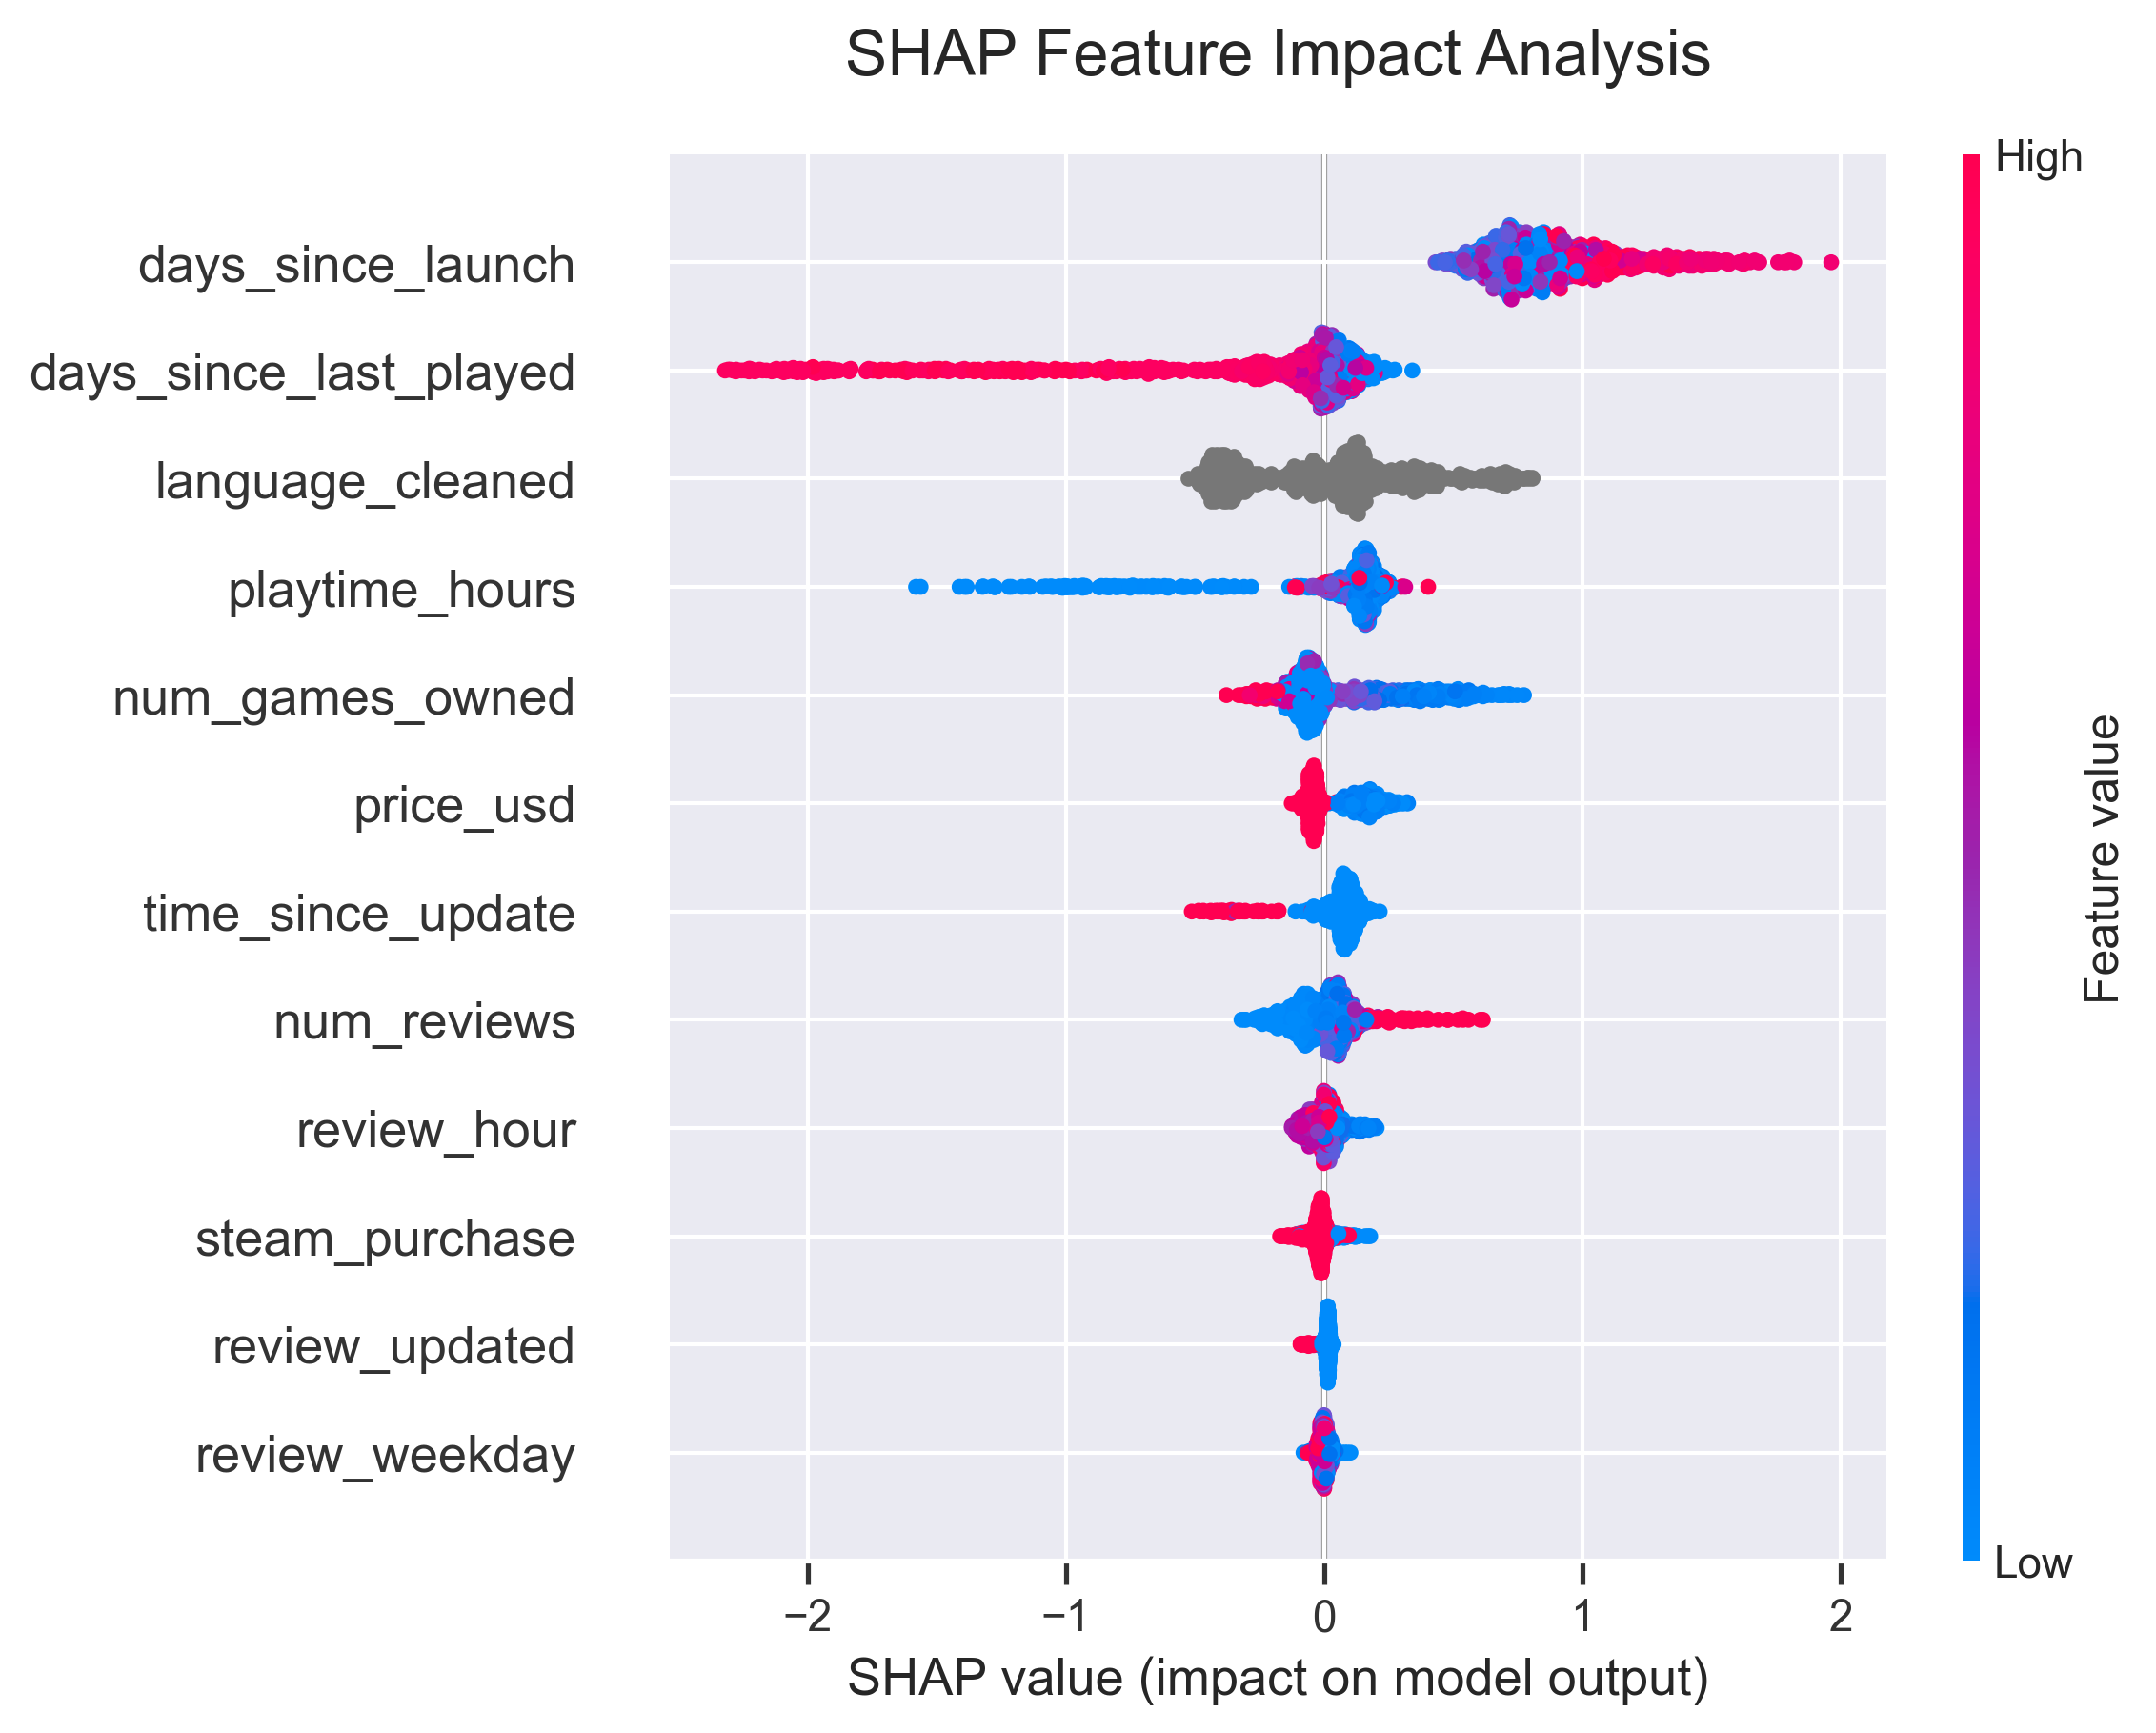 SHAP Feature Impact Analysis
High
days_since_launch
days_since_last_played
language_cleaned
playtime_hours
num_games_owned
price_usd
time_since_update
num_reviews
review_hour
steam_purchase
review_updated
review_weekday
Feature value
Low
−2 −1 0 1 2
SHAP value (impact on model output)